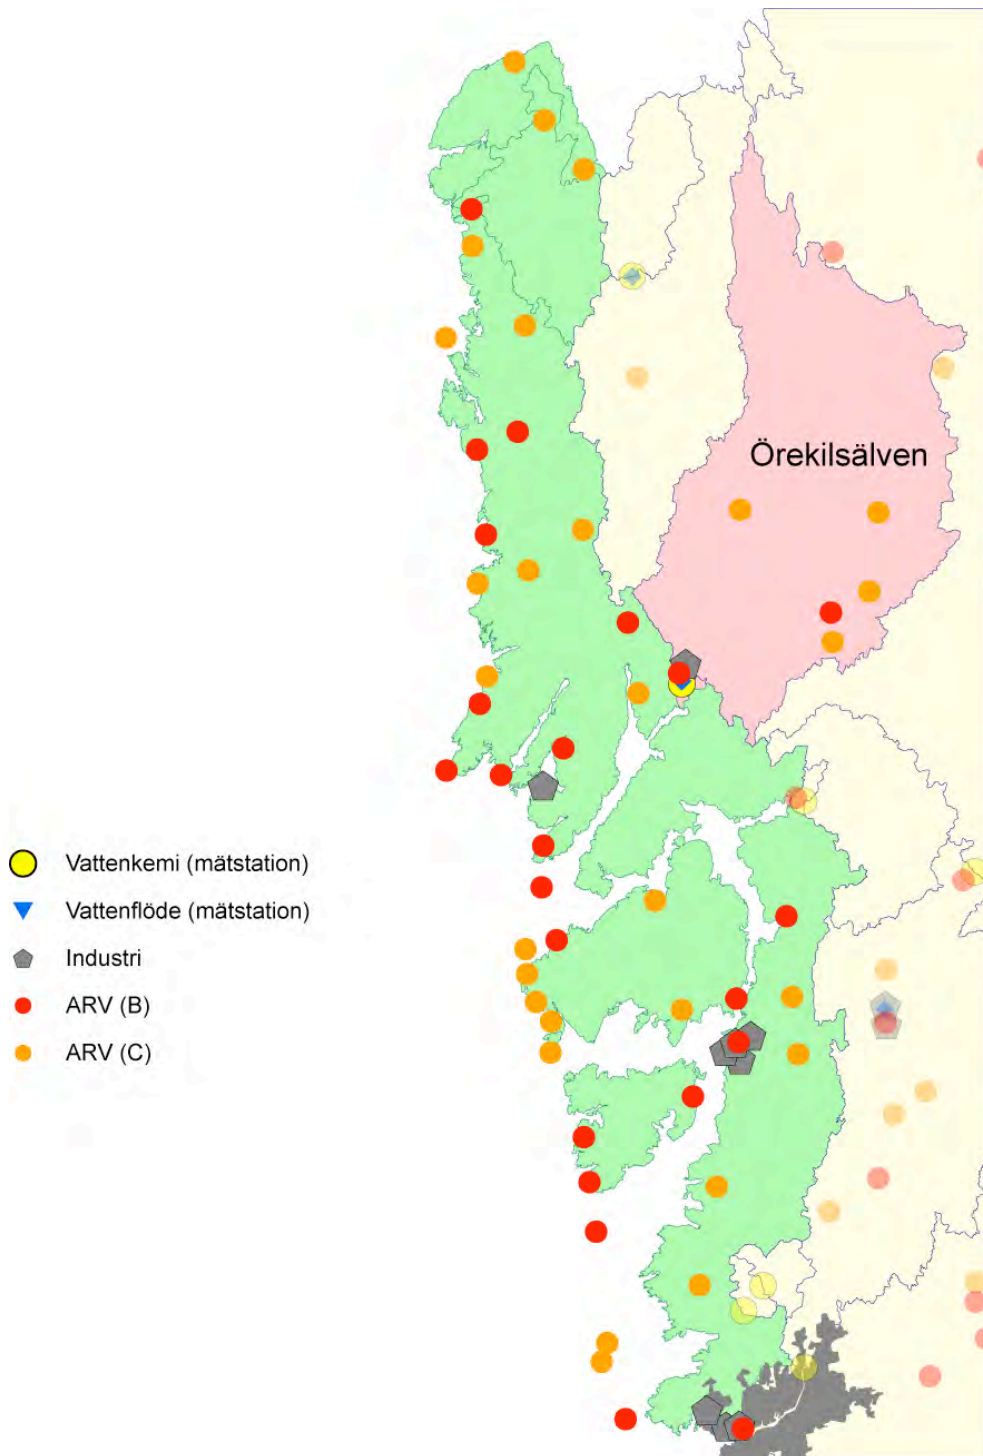 Örekilsälven
Vattenkemi (mätstation)
Vattenflöde (mätstation)
Industri
ARV (B)
ARV (C)